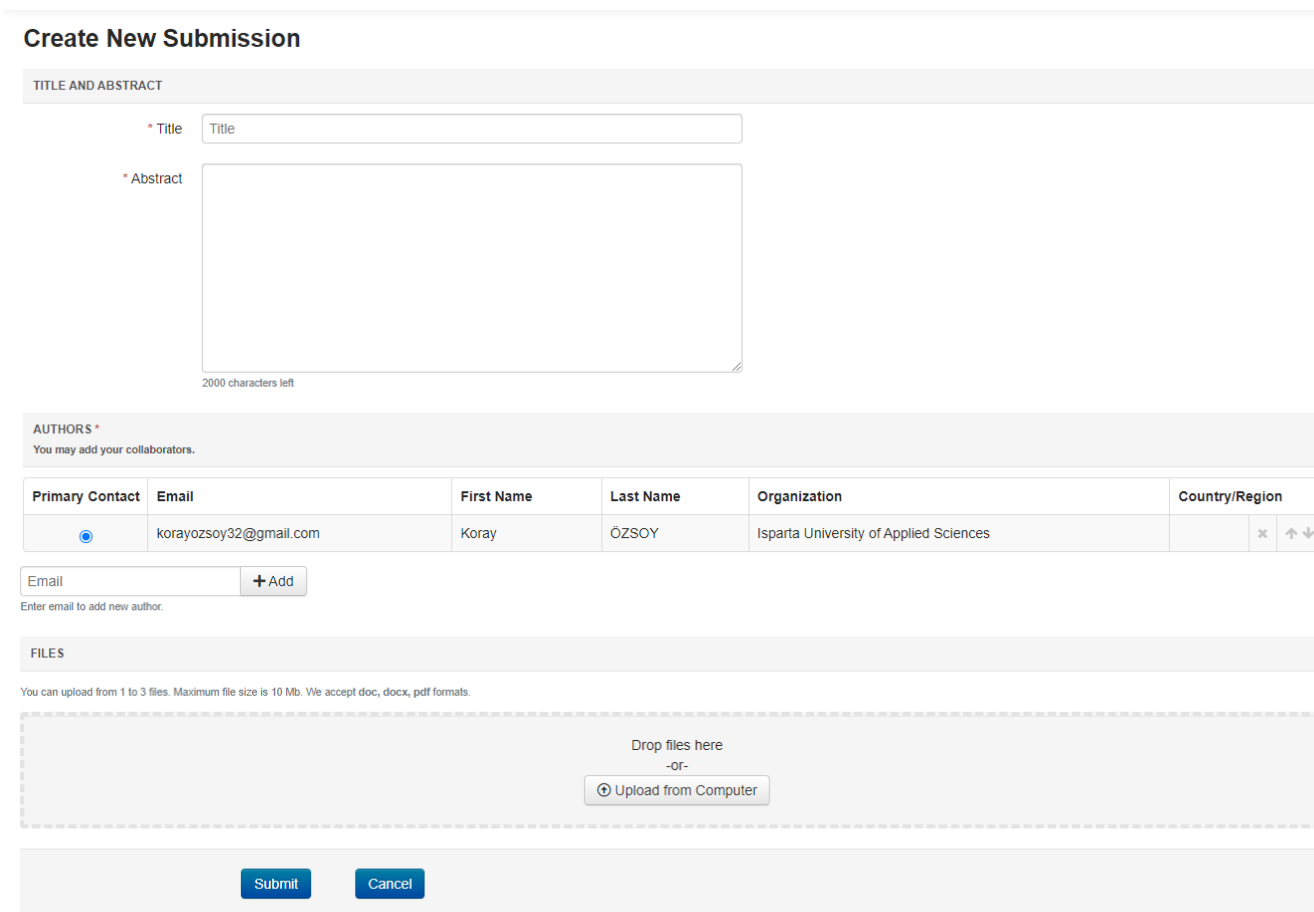 Create New Submission
TITLE AND ABSTRACT
* Title
Title
* Abstract
2000 characters left
AUTHORS *
You may add your collaborators.
Primary Contact Email First Name Last Name Organization Country/Region
korayozsoy32@gmail.com Koray ÖZSOY Isparta University of Applied Sciences
Email
+ Add
Enter email to add new author.
FILES
You can upload from 1 to 3 files. Maximum file size is 10 Mb. We accept doc, docx, pdf formats.
Drop files here
-or-
Upload from Computer
Submit Cancel